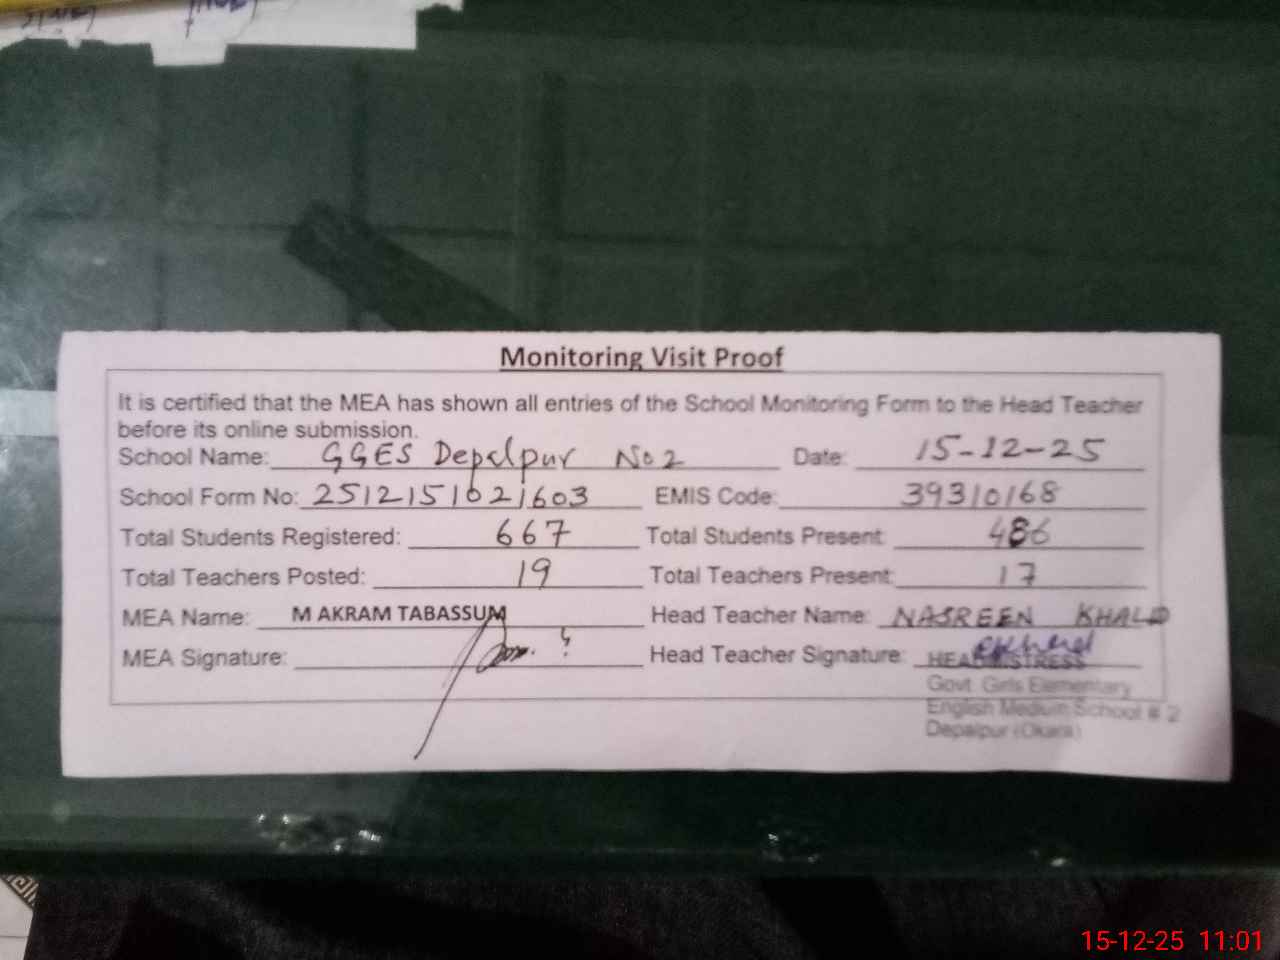 Monitoring Visit Proof
It is certified that the MEA has shown all entries of the School Monitoring Form to the Head Teacher
before its online submission.
School Name: GGES Depalpur No 2 Date: 15-12-25
School Form No: 2512151021603 EMIS Code: 39310168
Total Students Registered: 667 Total Students Present: 486
Total Teachers Posted: 19 Total Teachers Present: 17
MEA Name: M AKRAM TABASSUM Head Teacher Name: NASREEN KHALID
MEA Signature: Head Teacher Signature:
HEADMISTRESS
Govt. Girls Elementary
English Medium School # 2
Depalpur (Okara)
15-12-25 11:01